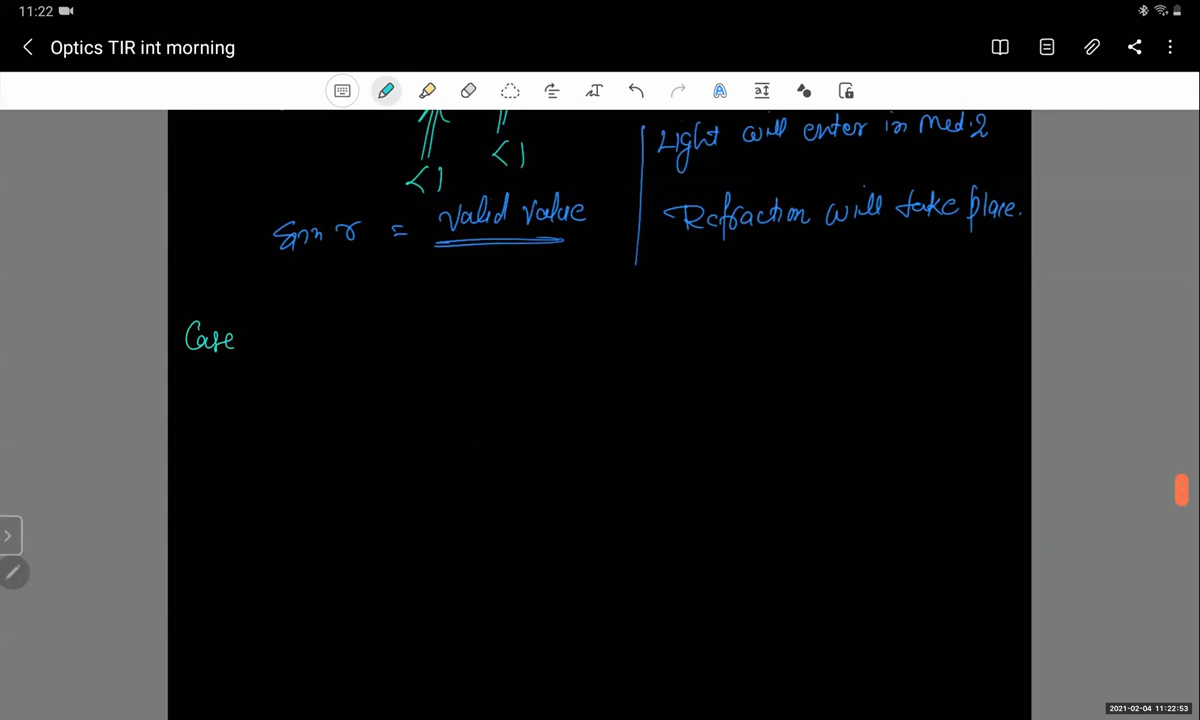 11:22
Optics TIR int morning
Light will enter in Med.2
<1
<1
Sin r = Valid Value
Refraction will take place.
Case
2021-02-04 11:22:53